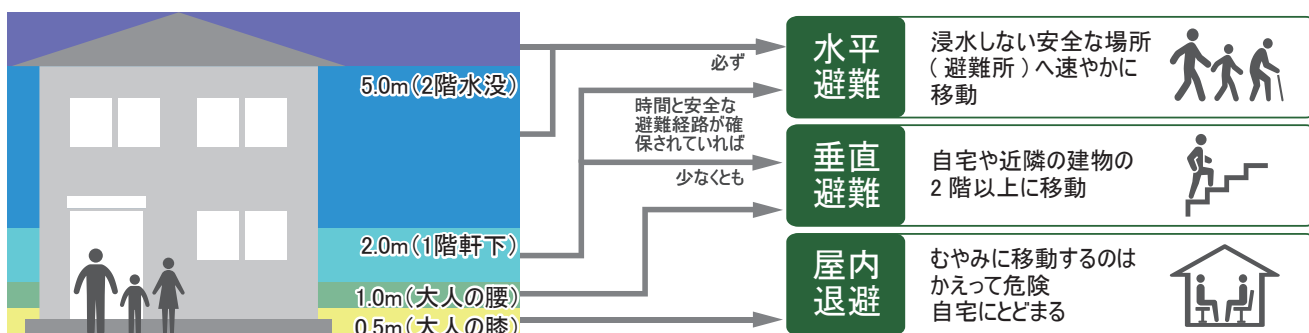 5.0m(2階水没)
2.0m(1階軒下)
1.0m(大人の腰)
0.5m(大人の膝)
必ず
時間と安全な
避難経路が確
保されていれば
少なくとも
水平
避難
浸水しない安全な場所
(避難所)へ速やかに
移動
垂直
避難
自宅や近隣の建物の
2階以上に移動
屋内
退避
むやみに移動するのは
かえって危険
自宅にとどまる